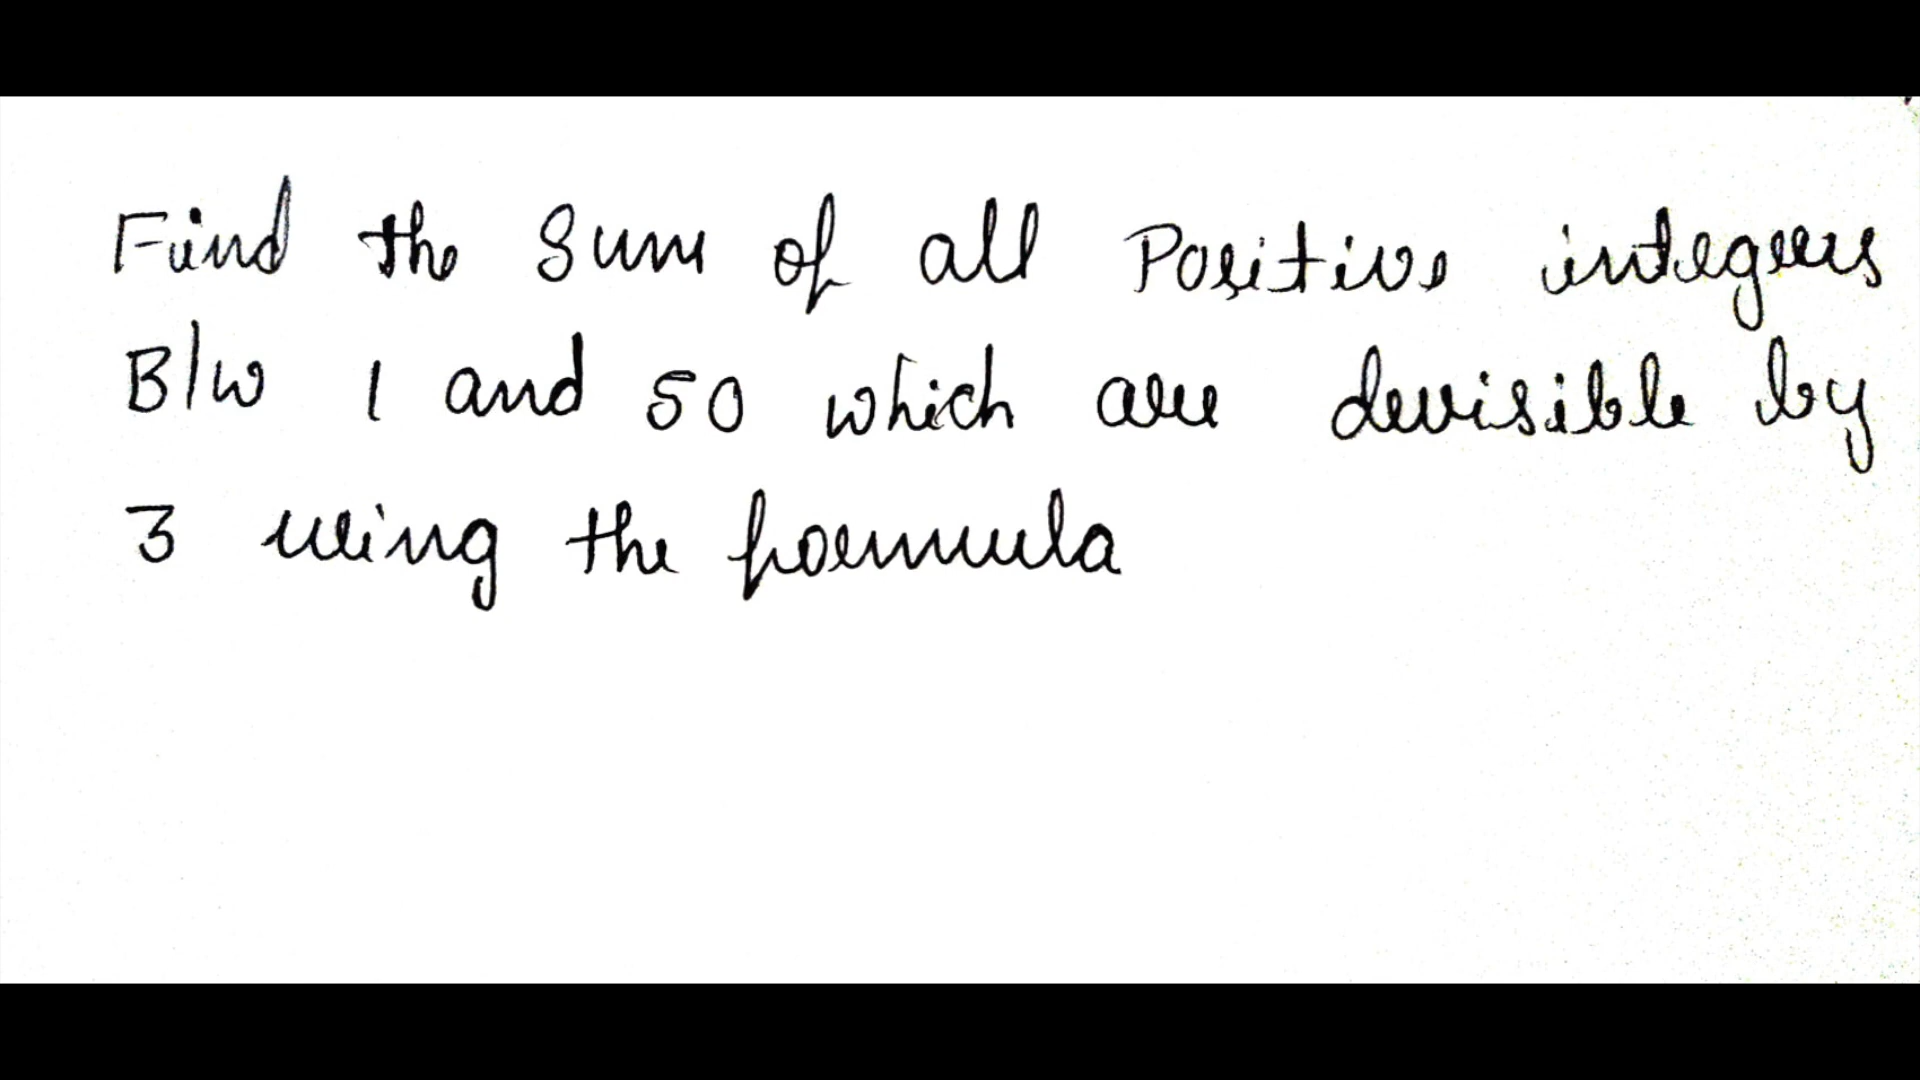 Find the Sum of all Positive integers
B/w 1 and 50 which are devisible by
3 using the formula